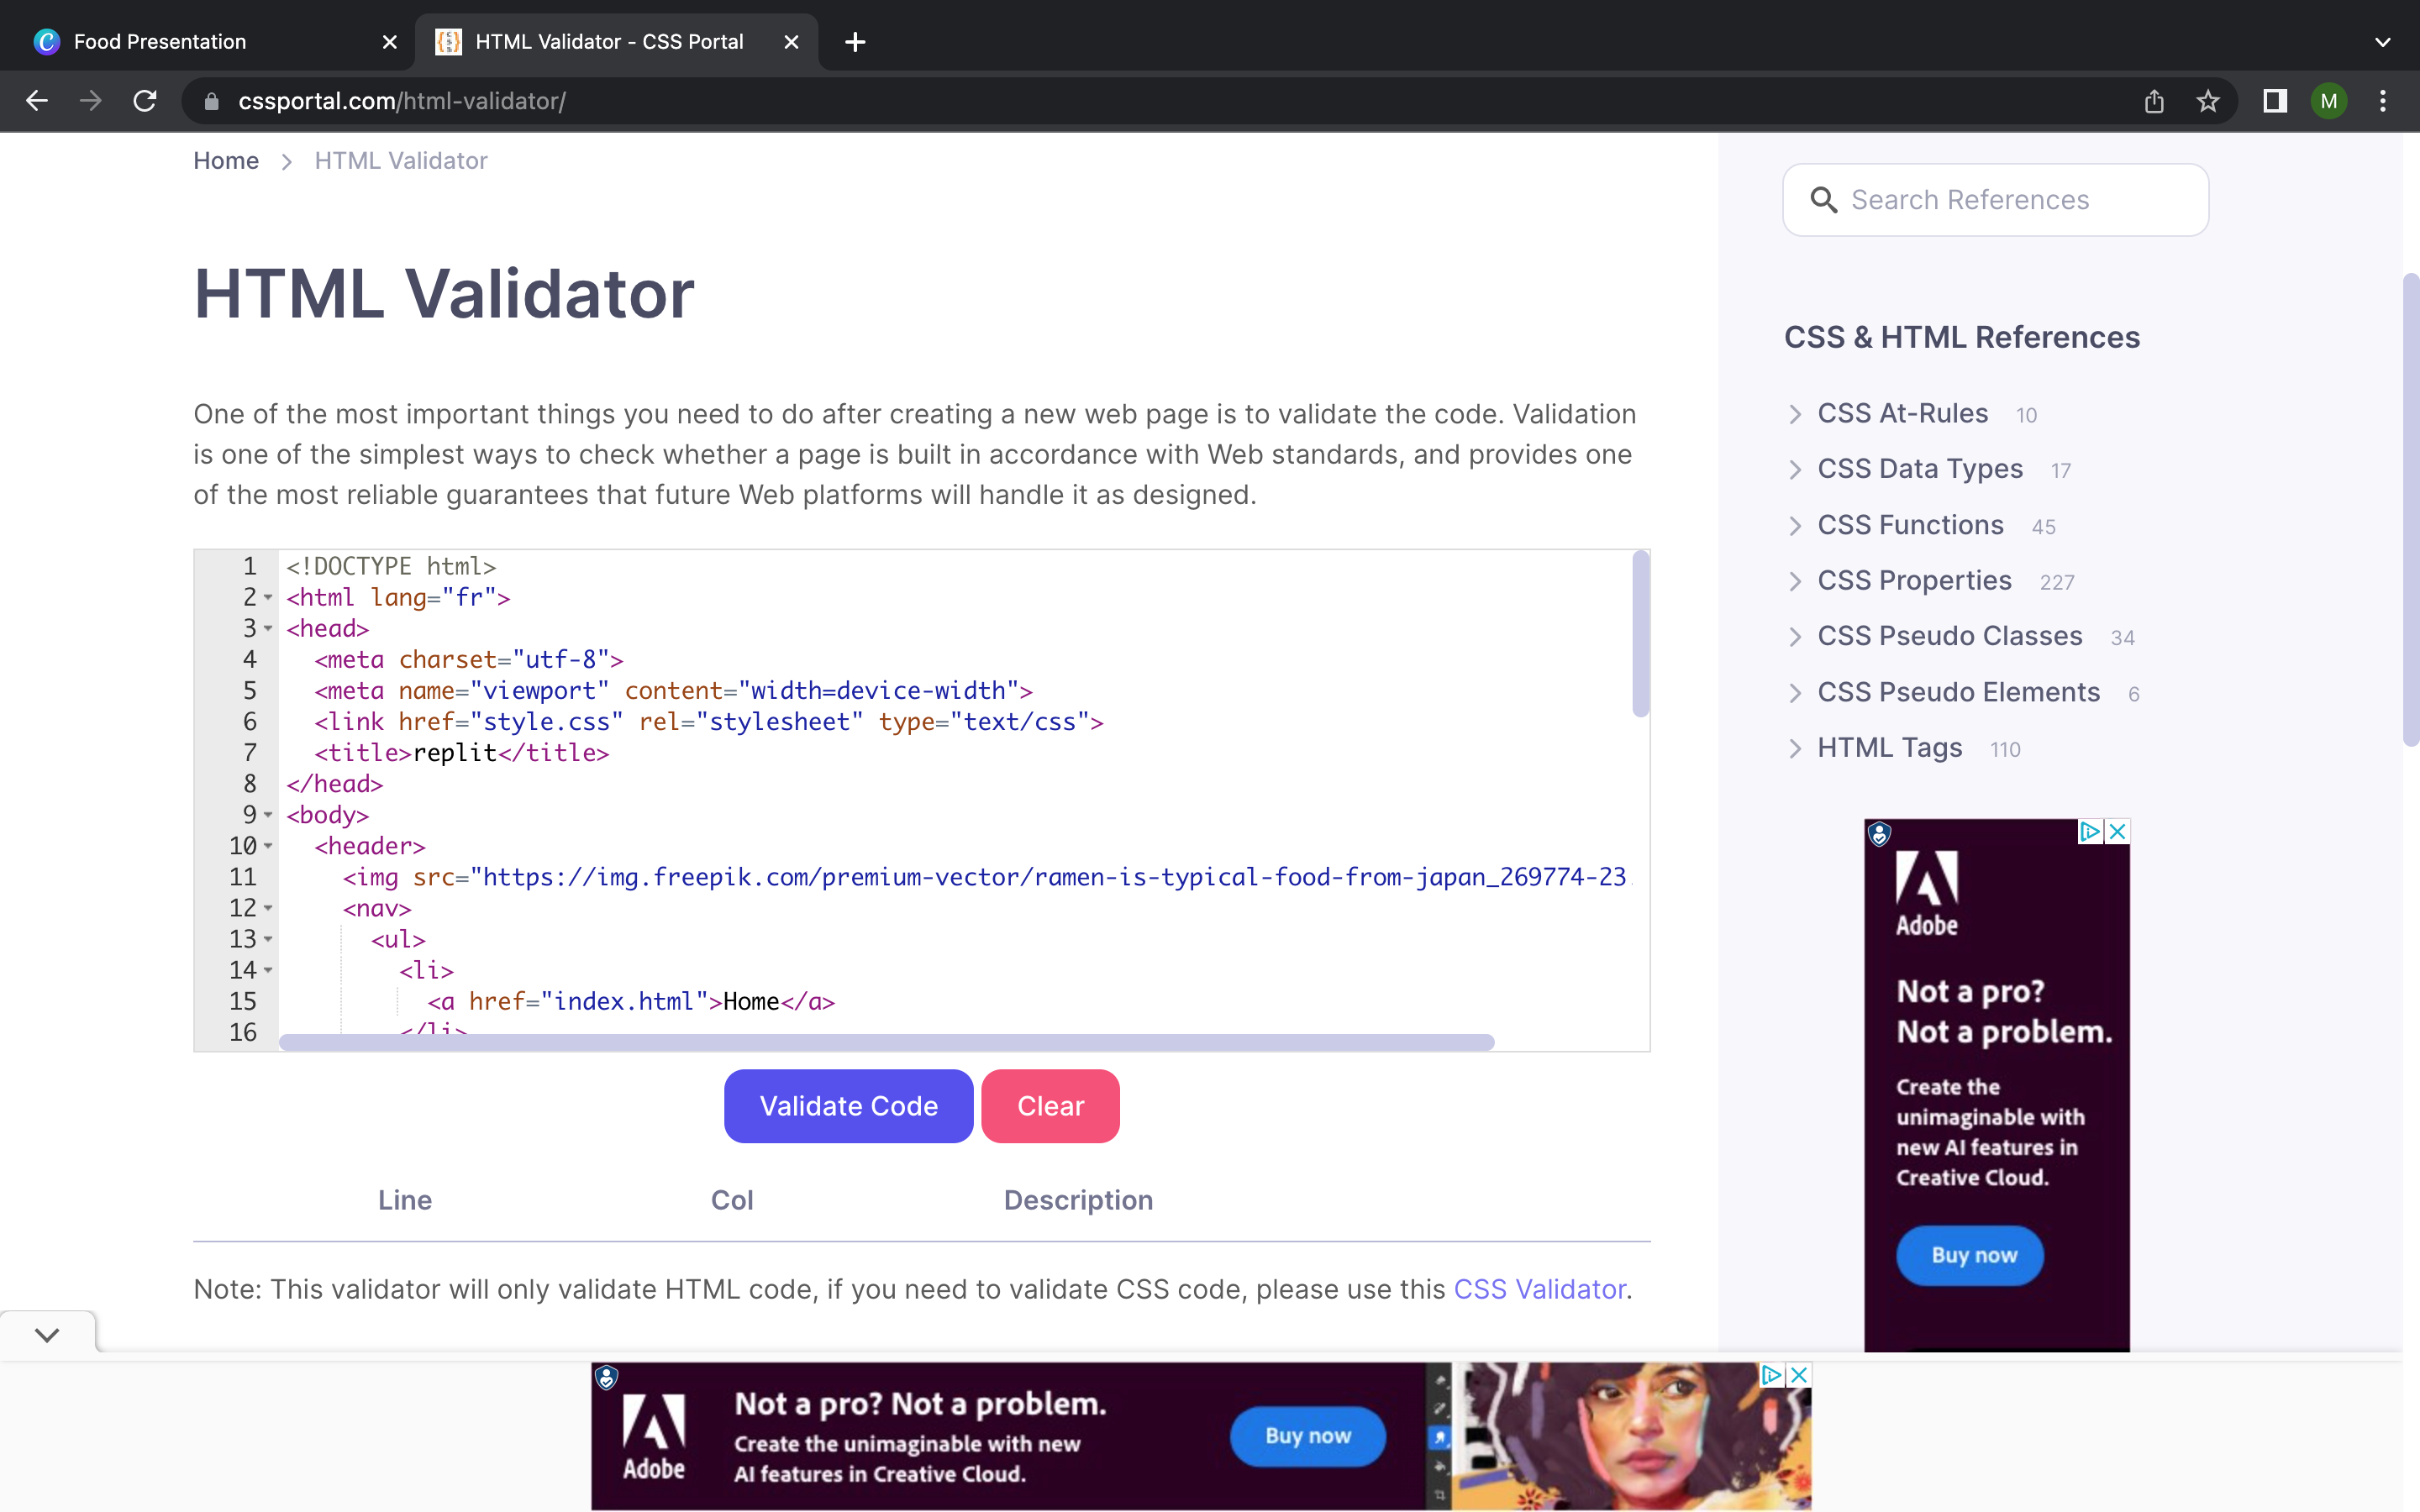 Food Presentation
HTML Validator - CSS Portal
cssportal.com/html-validator/
M
Home > HTML Validator
HTML Validator
One of the most important things you need to do after creating a new web page is to validate the code. Validation
is one of the simplest ways to check whether a page is built in accordance with Web standards, and provides one
of the most reliable guarantees that future Web platforms will handle it as designed.
1 <!DOCTYPE html>
2 <html lang="fr">
3 <head>
4 <meta charset="utf-8">
5 <meta name="viewport" content="width=device-width">
6 <link href="style.css" rel="stylesheet" type="text/css">
7 <title>replit</title>
8 </head>
9 <body>
10 <header>
11 <img src="https://img.freepik.com/premium-vector/ramen-is-typical-food-from-japan_269774-23
12 <nav>
13 <ul>
14 <li>
15 <a href="index.html">Home</a>
16 </li>
Validate Code
Clear
Line Col Description
Note: This validator will only validate HTML code, if you need to validate CSS code, please use this CSS Validator.
Search References
CSS & HTML References
CSS At-Rules 10
CSS Data Types 17
CSS Functions 45
CSS Properties 227
CSS Pseudo Classes 34
CSS Pseudo Elements 6
HTML Tags 110
Adobe
Not a pro?
Not a problem.
Create the
unimaginable with
new AI features in
Creative Cloud.
Buy now
Adobe
Not a pro? Not a problem.
Create the unimaginable with new
AI features in Creative Cloud.
Buy now